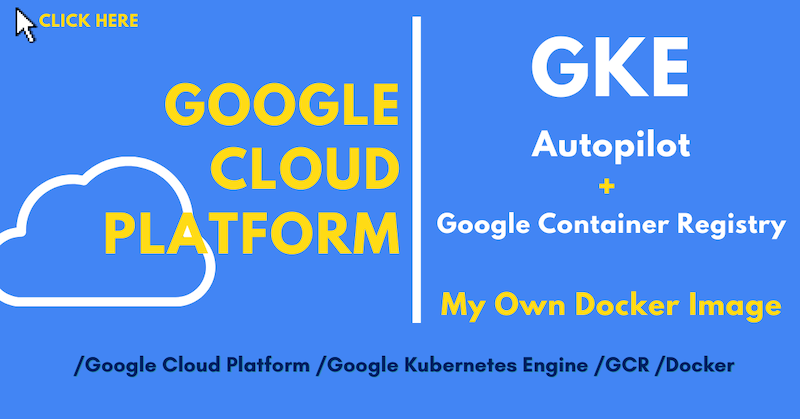 CLICK HERE
GOOGLE
CLOUD
PLATFORM
GKE
Autopilot
+
Google Container Registry
My Own Docker Image
/Google Cloud Platform /Google Kubernetes Engine /GCR /Docker